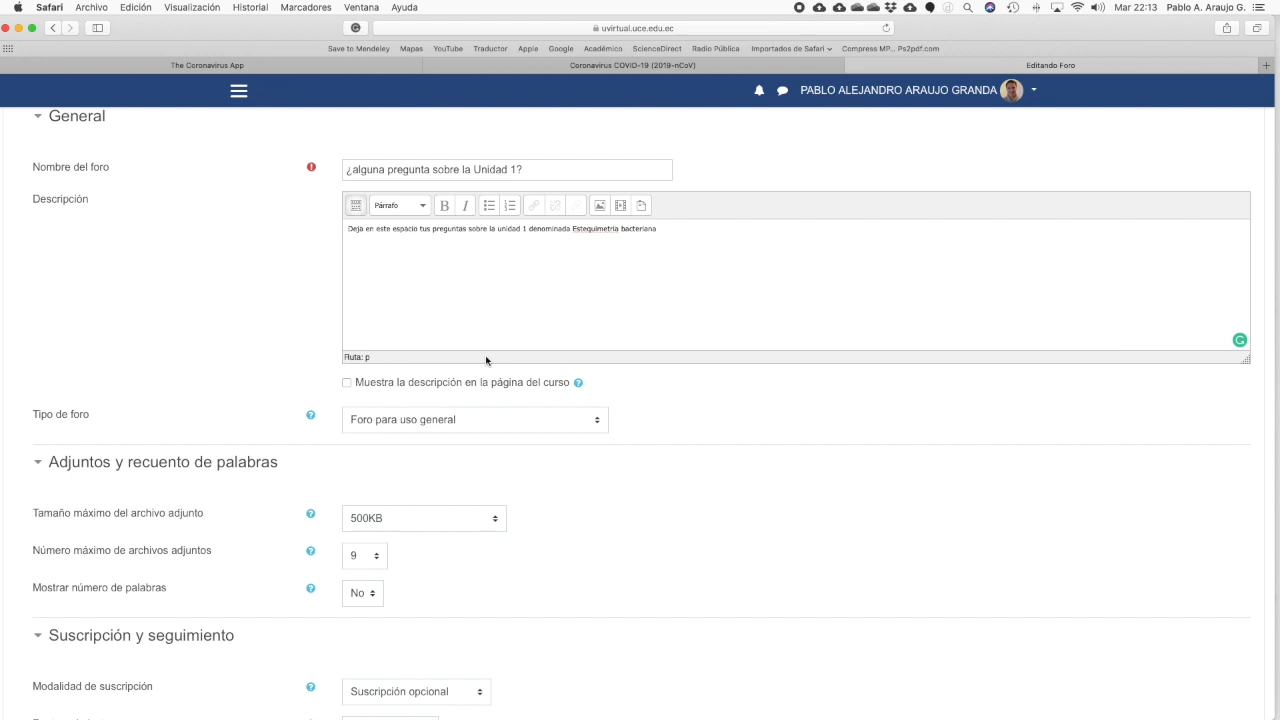 Safari Archivo Edición Visualización Historial Marcadores Ventana Ayuda Mar 22:13 Pablo A. Araujo G.
uvirtual.uce.edu.ec
Save to Mendeley Mapas YouTube Traductor Apple Google Académico ScienceDirect Radio Pública Importados de Safari Compress MP... Ps2pdf.com
The Coronavirus App Coronavirus COVID-19 (2019-nCoV) Editando Foro
PABLO ALEJANDRO ARAUJO GRANDA
General
Nombre del foro ¿alguna pregunta sobre la Unidad 1?
Descripción
Párrafo B I
Deja en este espacio tus preguntas sobre la unidad 1 denominada Estequimetria bacteriana
Ruta: p
Muestra la descripción en la página del curso
Tipo de foro Foro para uso general
Adjuntos y recuento de palabras
Tamaño máximo del archivo adjunto 500KB
Número máximo de archivos adjuntos 9
Mostrar número de palabras No
Suscripción y seguimiento
Modalidad de suscripción Suscripción opcional